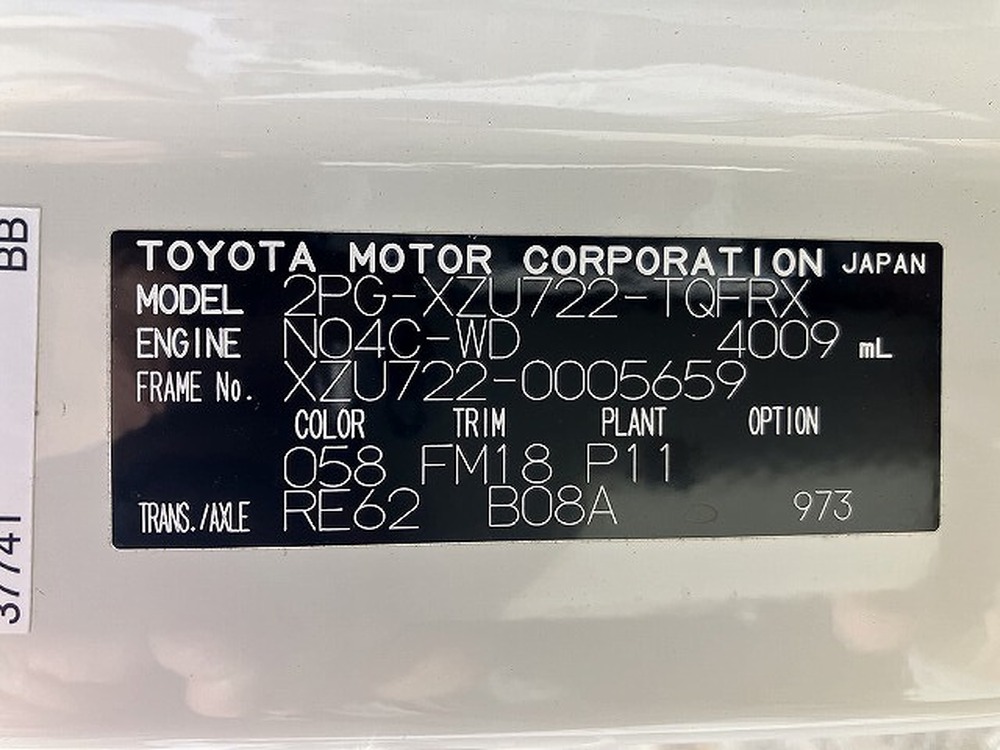 TOYOTA MOTOR CORPORATION JAPAN
MODEL 2PG-XZU722-TQFRX
ENGINE N04C-WD 4009 mL
FRAME No. XZU722-0005659
COLOR TRIM PLANT OPTION
058 FM18 P11
TRANS./AXLE RE62 B08A 973
BB
37741